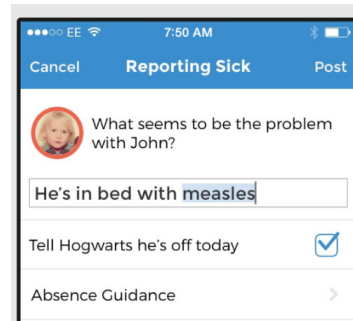 EE 7:50 AM
Cancel Reporting Sick Post
What seems to be the problem
with John?
He's in bed with measles
Tell Hogwarts he's off today
Absence Guidance